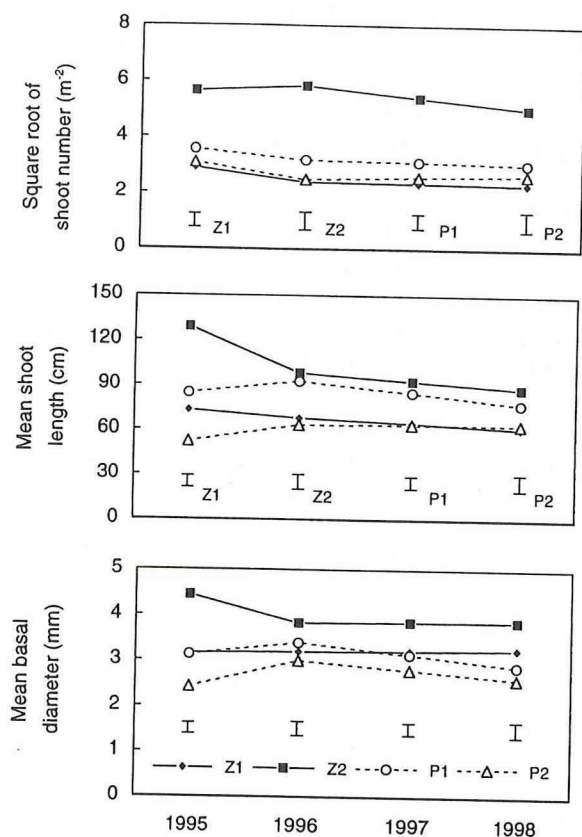 Square root of
shoot number (m-2)
8
6
4
2
0
Z1 Z2 P1 P2
Mean shoot
length (cm)
150
120
90
60
30
0
Z1 Z2 P1 P2
Mean basal
diameter (mm)
5
4
3
2
1
0
Z1 Z2 P1 P2
1995 1996 1997 1998